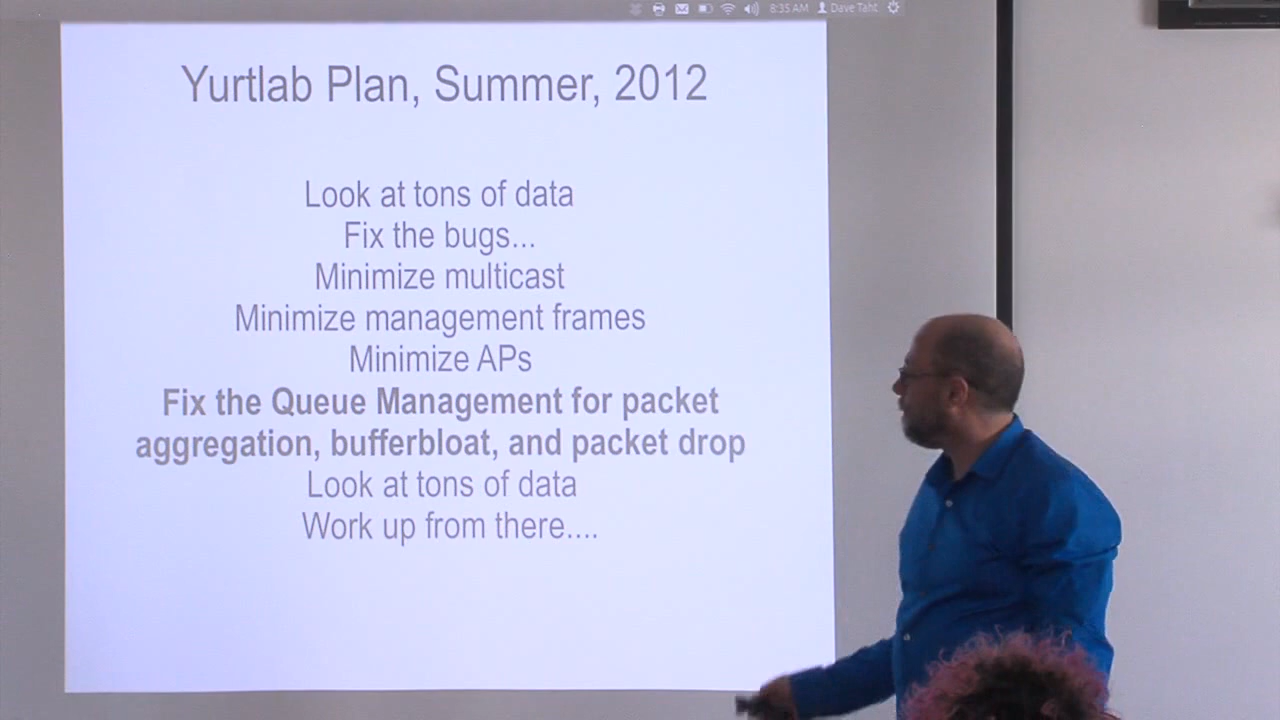 8:35 AM Dave Taht
Yurtlab Plan, Summer, 2012
Look at tons of data
Fix the bugs...
Minimize multicast
Minimize management frames
Minimize APs
Fix the Queue Management for packet
aggregation, bufferbloat, and packet drop
Look at tons of data
Work up from there....